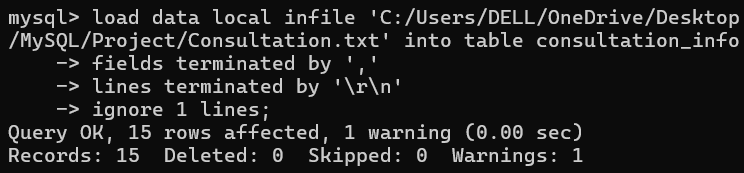 mysql> load data local infile 'C:/Users/DELL/OneDrive/Desktop
/MySQL/Project/Consultation.txt' into table consultation_info
    -> fields terminated by ','
    -> lines terminated by '\r\n'
    -> ignore 1 lines;
Query OK, 15 rows affected, 1 warning (0.00 sec)
Records: 15  Deleted: 0  Skipped: 0  Warnings: 1